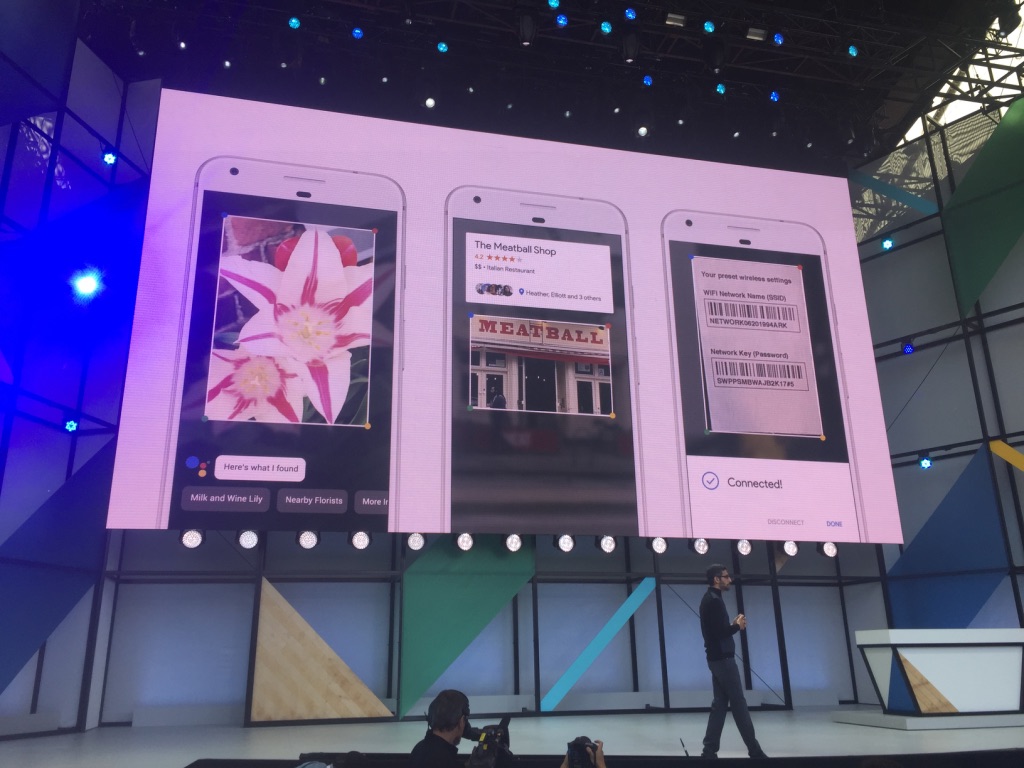 Here's what I found
Milk and Wine Lily
Nearby Florists
More In
The Meatball Shop
4.2 ★★★★★
$$ • Italian Restaurant
Heather, Elliott and 3 others
MEATBALL
Your preset wireless settings
WiFi Network Name (SSID)
NETWORK06201994ARK
Network Key (Password)
SWPPSMBWAJB2K17#5
Connected!
DISCONNECT
DONE